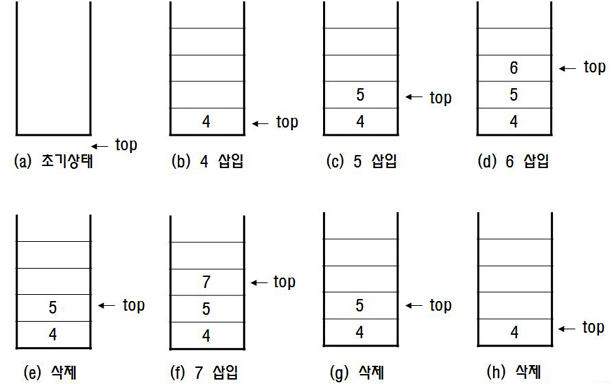 6 ← top
5 5 ← top 5
4 ← top 4 4
← top
(a) 초기상태 (b) 4 삽입 (c) 5 삽입 (d) 6 삽입
7 ← top
5 ← top 5 5 ← top
4 4 4 4 ← top
(e) 삭제 (f) 7 삽입 (g) 삭제 (h) 삭제